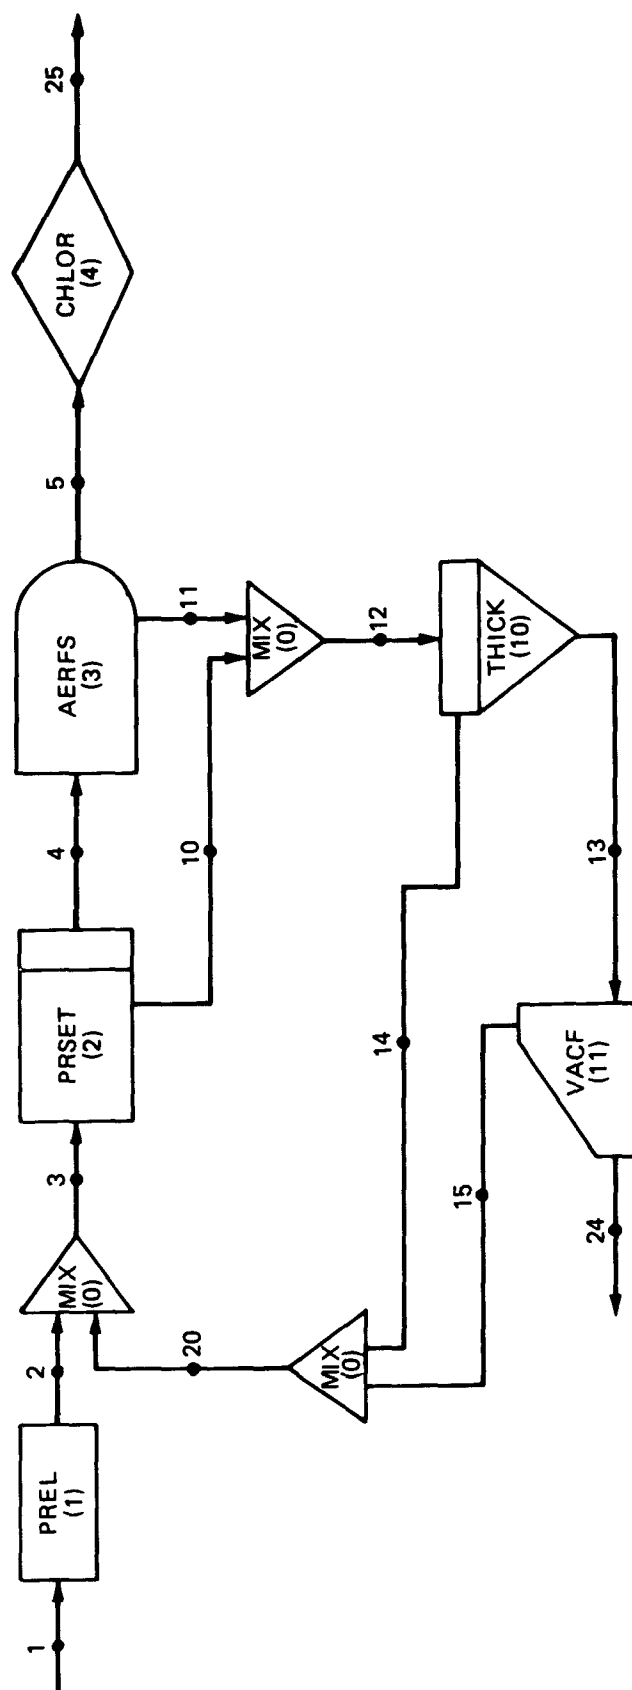 1
PREL
(1)
2
MIX
(0)
3
PRSET
(2)
4
AERFS
(3)
5
CHLOR
(4)
25
20
10
11
MIX
(0)
12
MIX
(0)
14
THICK
(10)
15
13
VACF
(11)
24